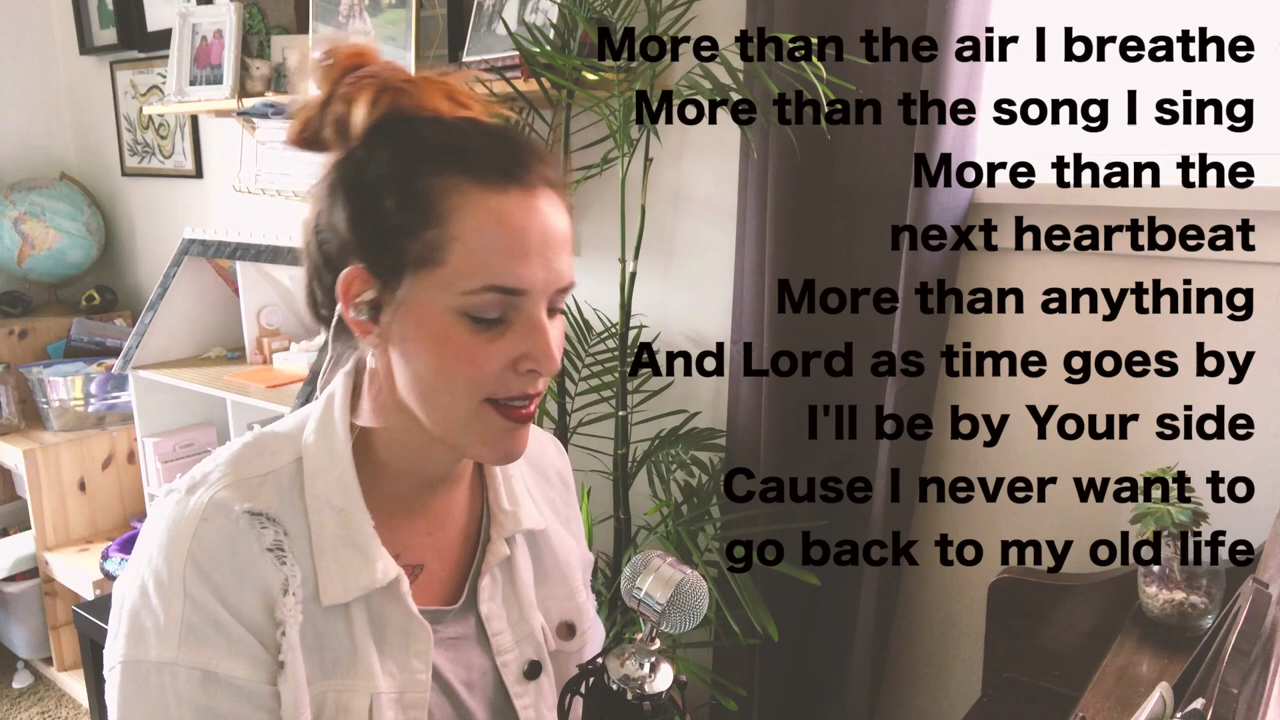 More than the air I breathe
More than the song I sing
More than the
next heartbeat
More than anything
And Lord as time goes by
I'll be by Your side
Cause I never want to
go back to my old life